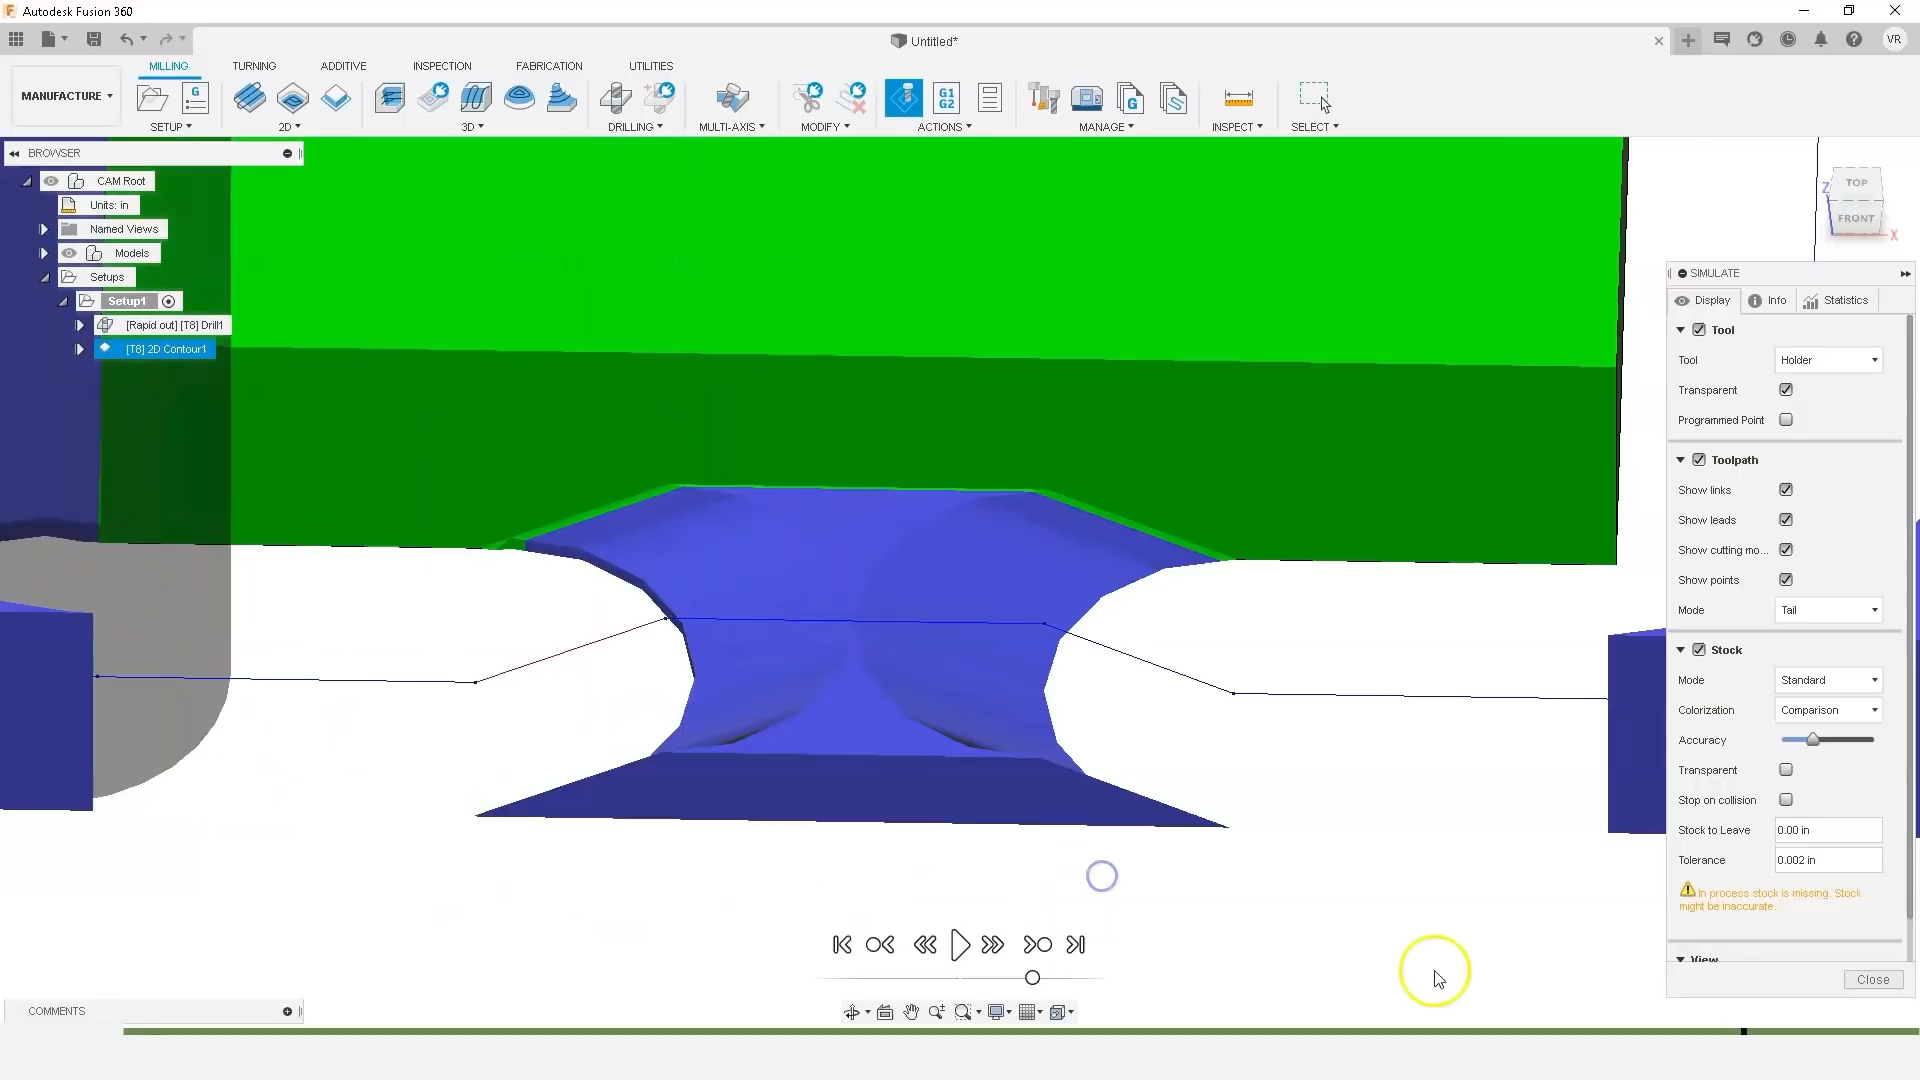 Autodesk Fusion 360
Untitled*
VR
MILLING TURNING ADDITIVE INSPECTION FABRICATION UTILITIES
MANUFACTURE
G
G1
G2
G
SETUP 2D 3D DRILLING MULTI-AXIS MODIFY ACTIONS MANAGE INSPECT SELECT
BROWSER
CAM Root
Units: in
Named Views
Models
Setups
Setup1
[Rapid out] [T8] Drill1
[T8] 2D Contour1
TOP
Z
FRONT
X
SIMULATE
Display Info Statistics
Tool
Tool Holder
Transparent
Programmed Point
Toolpath
Show links
Show leads
Show cutting mo...
Show points
Mode Tail
Stock
Mode Standard
Colorization Comparison
Accuracy
Transparent
Stop on collision
Stock to Leave 0.00 in
Tolerance 0.002 in
In process stock is missing. Stock
might be inaccurate.
View
Close
COMMENTS